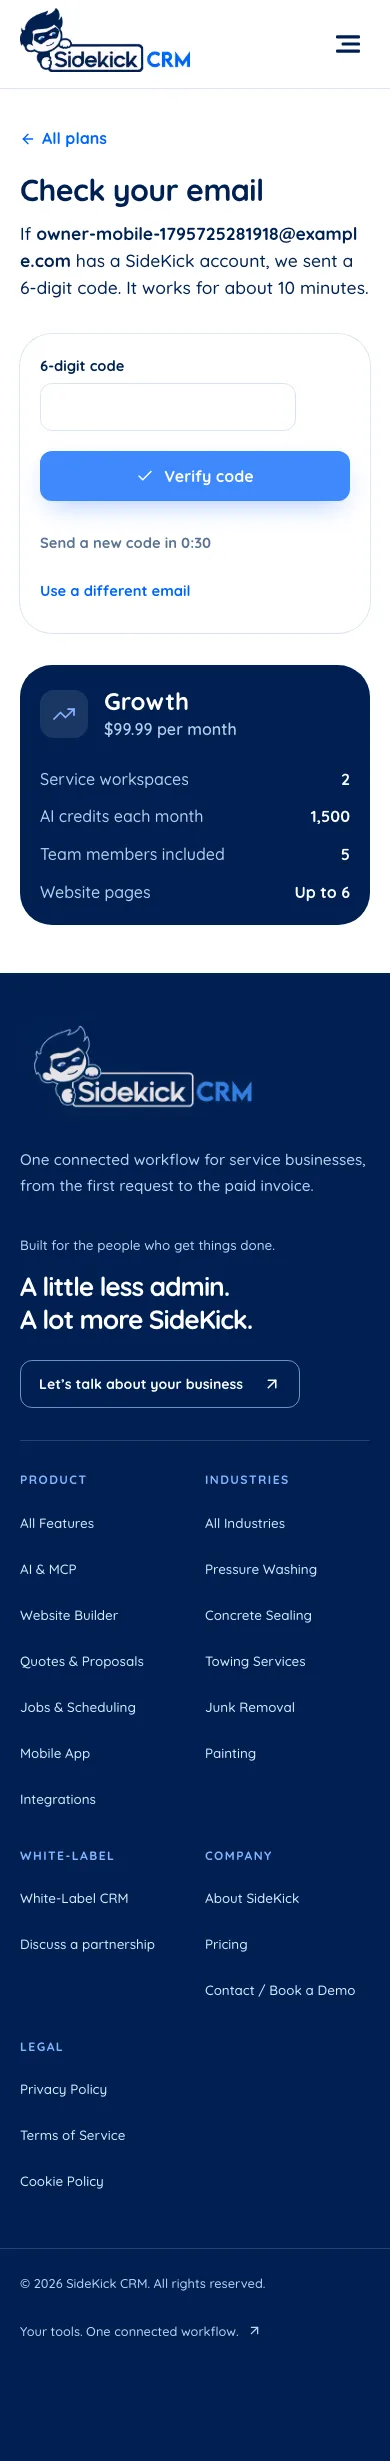 Sidekick CRM
← All plans
Check your email
If owner-mobile-1795725281918@exampl
e.com has a SideKick account, we sent a
6-digit code. It works for about 10 minutes.
6-digit code
Verify code
Send a new code in 0:30
Use a different email
Growth
$99.99 per month
Service workspaces 2
AI credits each month 1,500
Team members included 5
Website pages Up to 6
Sidekick CRM
One connected workflow for service businesses,
from the first request to the paid invoice.
Built for the people who get things done.
A little less admin.
A lot more SideKick.
Let's talk about your business
PRODUCT
All Features
AI & MCP
Website Builder
Quotes & Proposals
Jobs & Scheduling
Mobile App
Integrations
INDUSTRIES
All Industries
Pressure Washing
Concrete Sealing
Towing Services
Junk Removal
Painting
WHITE-LABEL
White-Label CRM
Discuss a partnership
COMPANY
About SideKick
Pricing
Contact / Book a Demo
LEGAL
Privacy Policy
Terms of Service
Cookie Policy
© 2026 SideKick CRM. All rights reserved.
Your tools. One connected workflow.